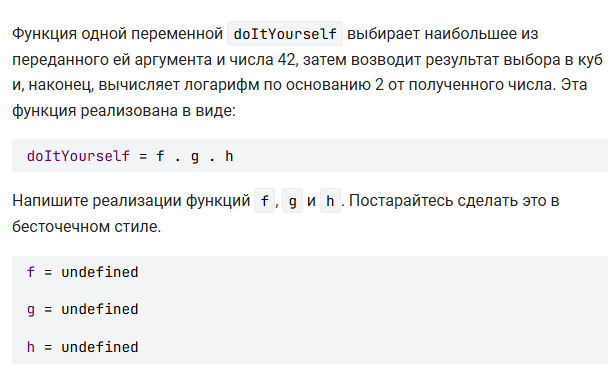 Функция одной переменной doItYourself выбирает наибольшее из
переданного ей аргумента и числа 42, затем возводит результат выбора в куб
и, наконец, вычисляет логарифм по основанию 2 от полученного числа. Эта
функция реализована в виде:
doItYourself = f . g . h
Напишите реализации функций f, g и h. Постарайтесь сделать это в
бесточечном стиле.
f = undefined
g = undefined
h = undefined